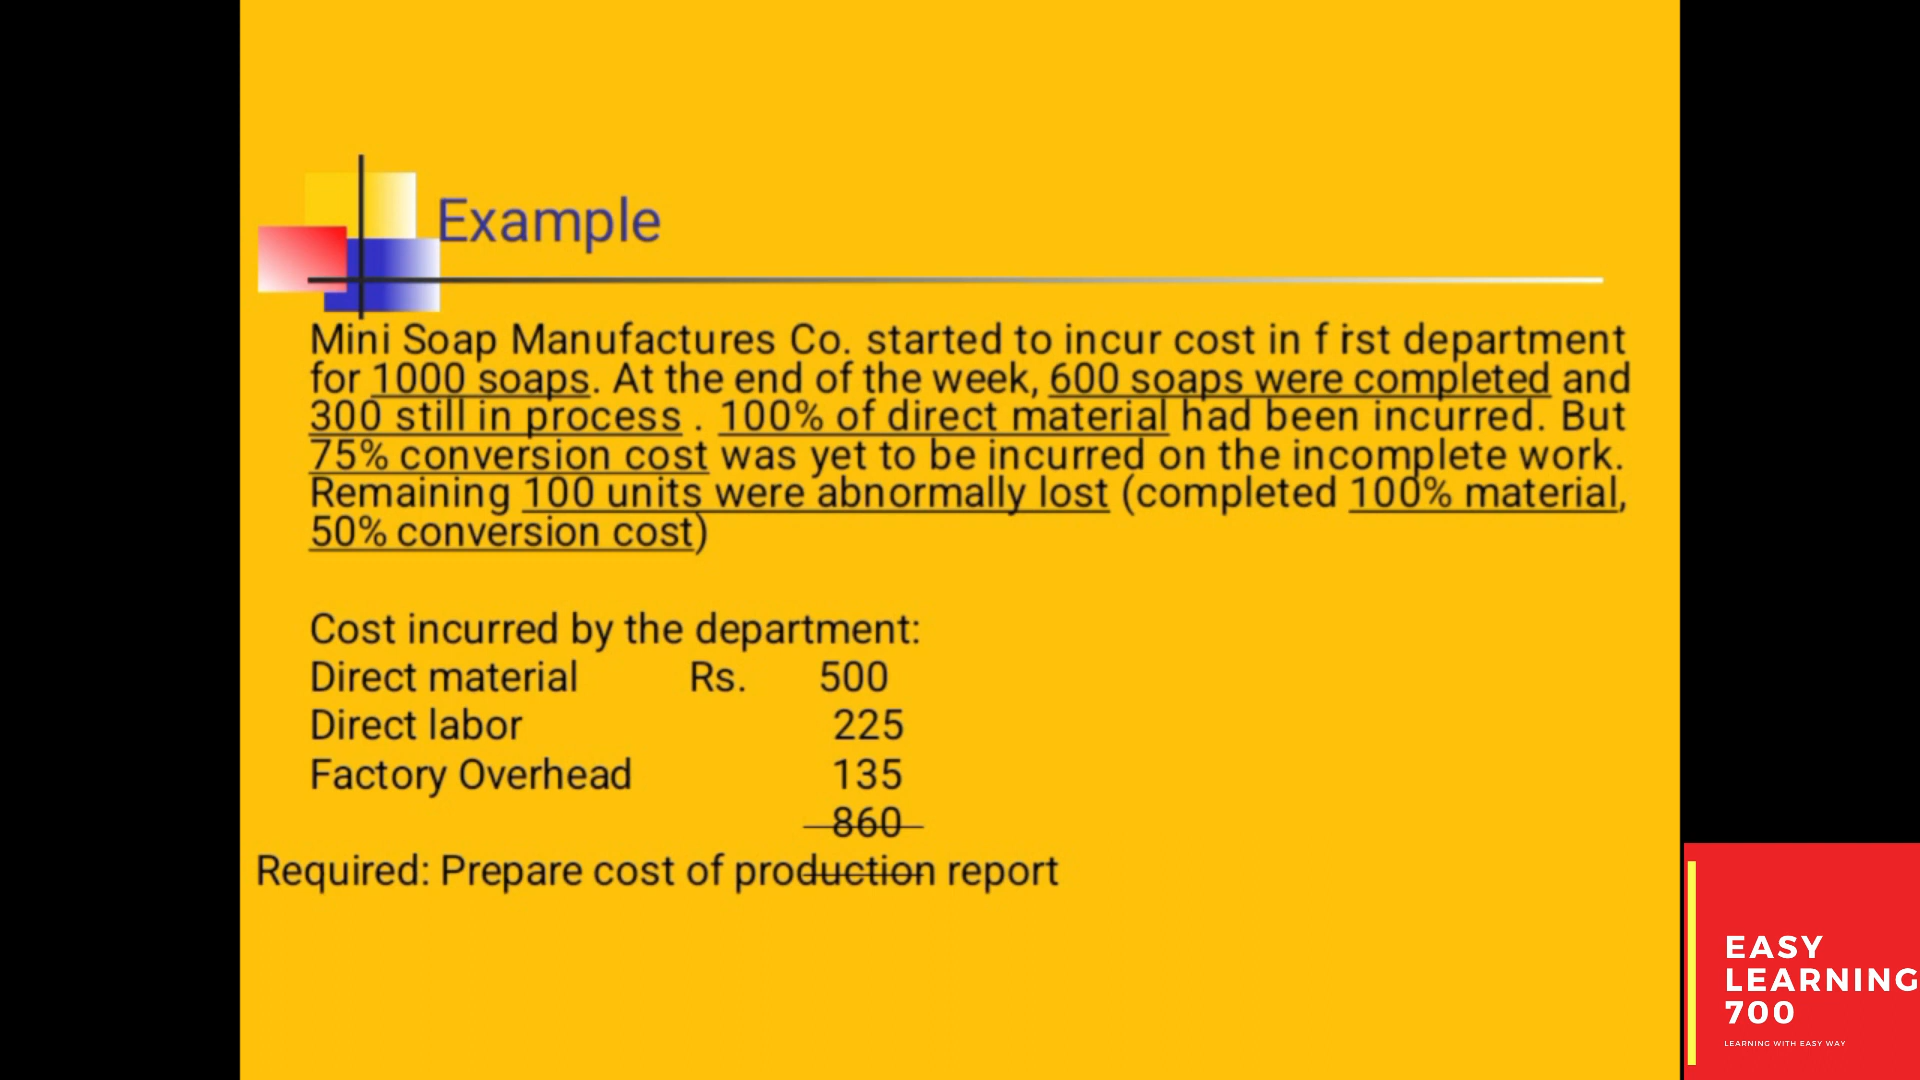 Example
Mini Soap Manufactures Co. started to incur cost in f irst department
for 1000 soaps. At the end of the week, 600 soaps were completed and
300 still in process . 100% of direct material had been incurred. But
75% conversion cost was yet to be incurred on the incomplete work.
Remaining 100 units were abnormally lost (completed 100% material,
50% conversion cost)
Cost incurred by the department:
Direct material Rs. 500
Direct labor 225
Factory Overhead 135
860
Required: Prepare cost of production report
EASY
LEARNING
700
LEARNING WITH EASY WAY